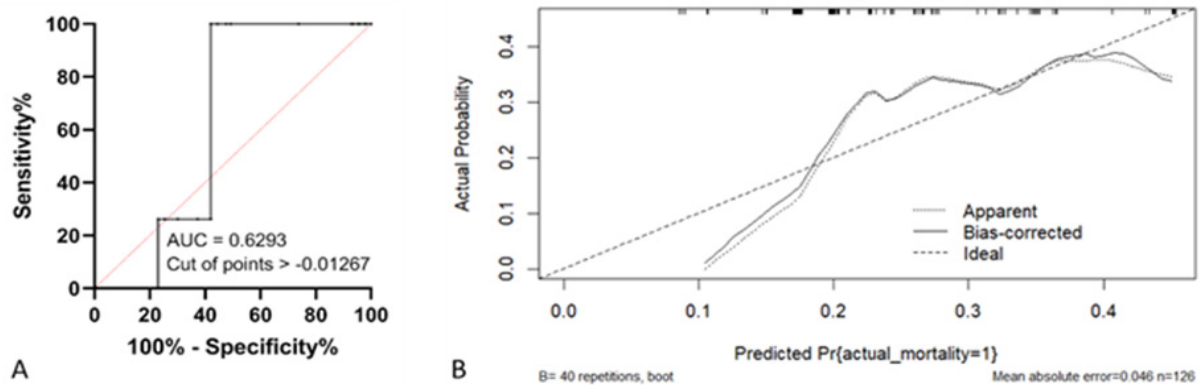 100
80
60
40
20
0
Sensitivity%
AUC = 0.6293
Cut of points > -0.01267
0 20 40 60 80 100
100% - Specificity%
A
0.4
0.3
0.2
0.1
0.0
Actual Probability
Apparent
Bias-corrected
Ideal
0.0 0.1 0.2 0.3 0.4
Predicted Pr{actual_mortality=1}
B
B= 40 repetitions, boot
Mean absolute error=0.046 n=126